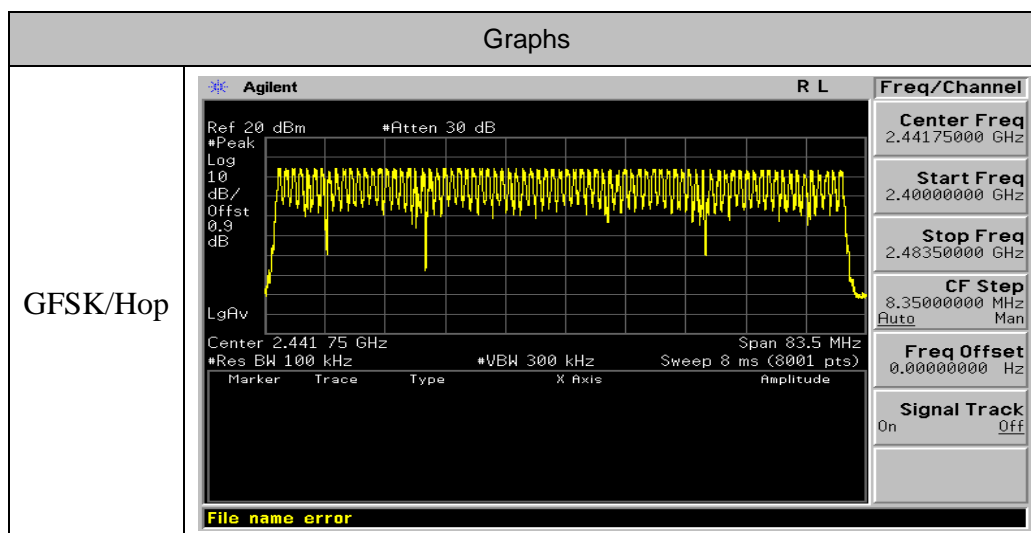 Graphs
GFSK/Hop
Agilent
R L
Freq/Channel
Ref 20 dBm #Atten 30 dB
#Peak
Log
10
dB/
Offst
0.9
dB
LgAv
Center 2.441 75 GHz Span 83.5 MHz
#Res BW 100 kHz #VBW 300 kHz Sweep 8 ms (8001 pts)
Marker Trace Type X Axis Amplitude
File name error
Center Freq
2.44175000 GHz
Start Freq
2.40000000 GHz
Stop Freq
2.48350000 GHz
CF Step
8.35000000 MHz
Auto Man
Freq Offset
0.00000000 Hz
Signal Track
On Off